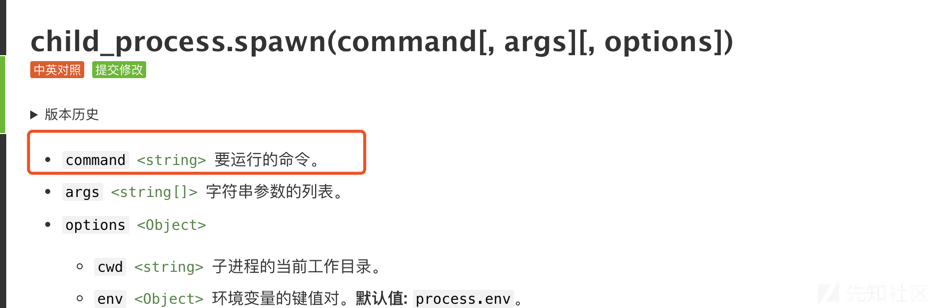 child_process.spawn(command[, args][, options])
中英对照 提交修改
▶ 版本历史
• command <string> 要运行的命令。
• args <string[]> 字符串参数的列表。
• options <Object>
○ cwd <string> 子进程的当前工作目录。
○ env <Object> 环境变量的键值对。默认值: process.env。
先知社区